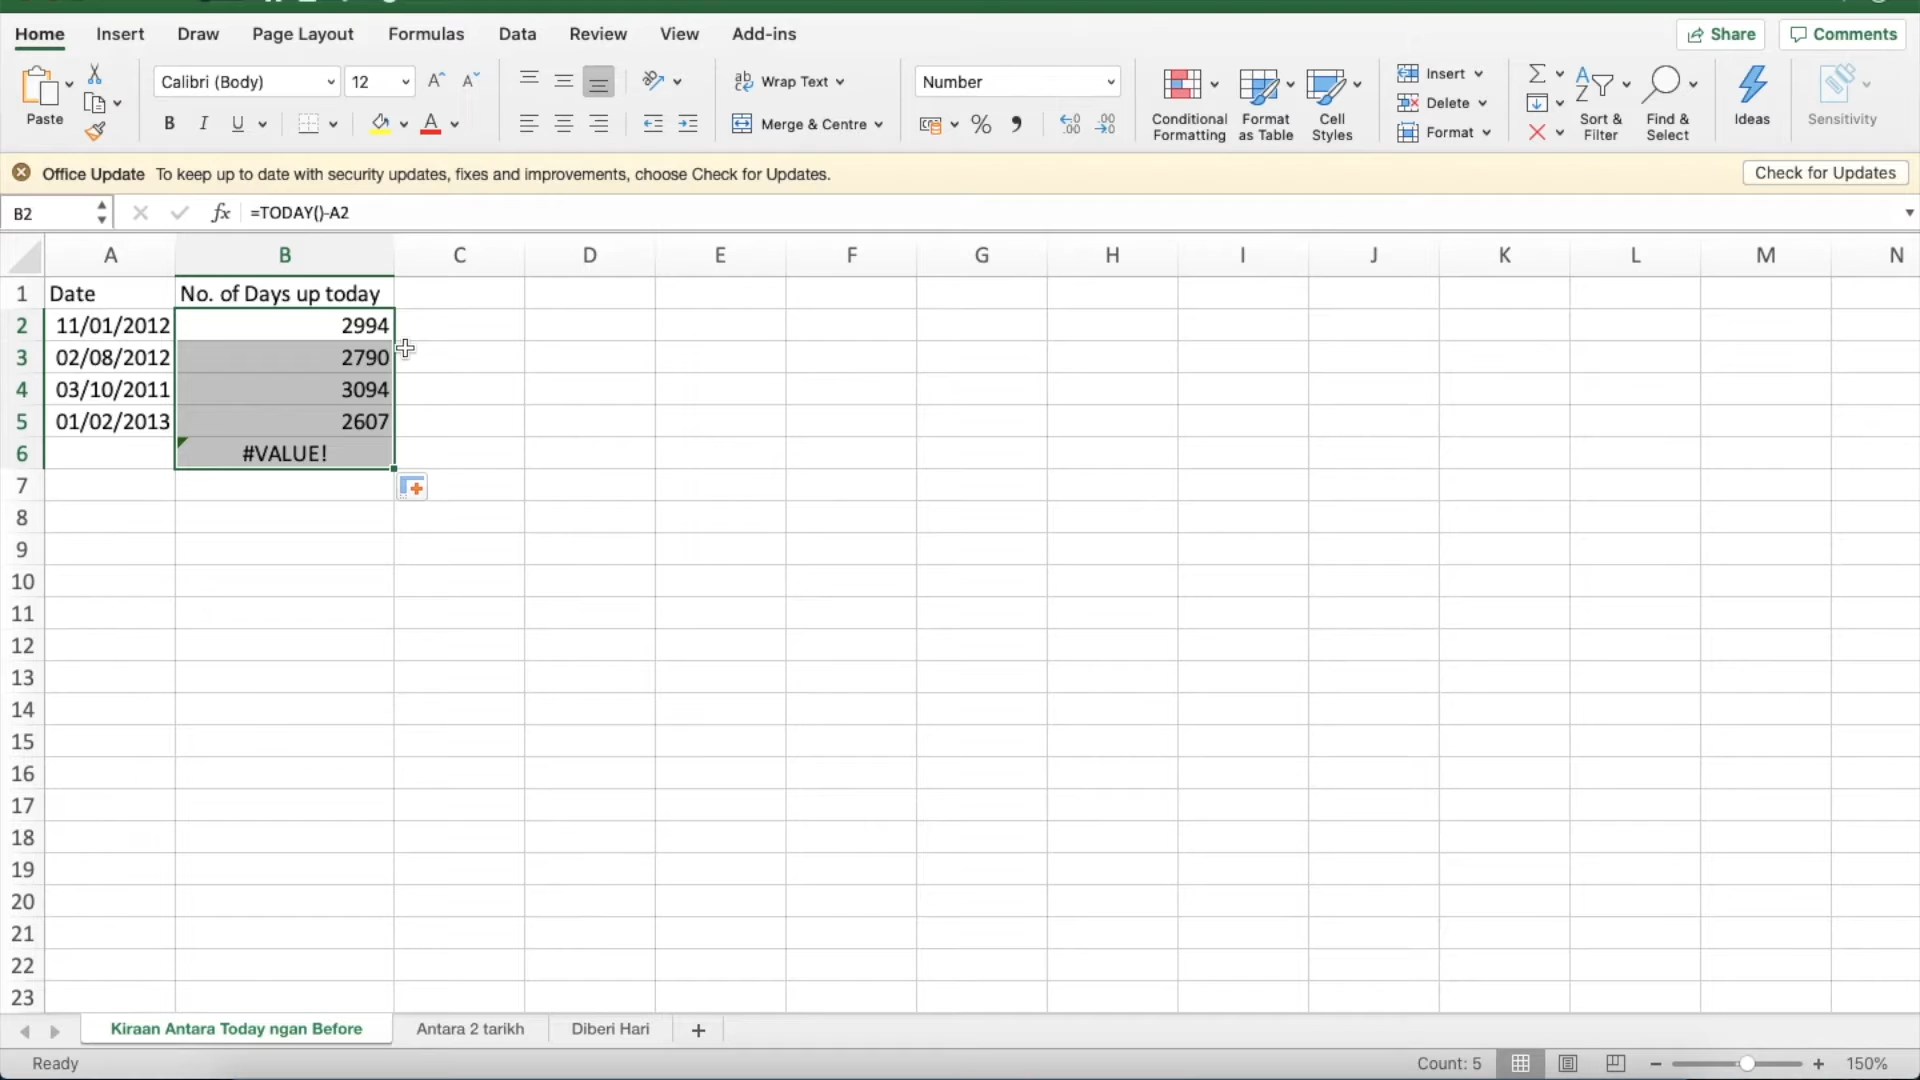 Home Insert Draw Page Layout Formulas Data Review View Add-ins Share Comments
Paste Calibri (Body) 12 Wrap Text Number Insert
B I U Merge & Centre % Conditional Formatting Format as Table Cell Styles Delete Format Sort & Filter Find & Select Ideas Sensitivity
Office Update To keep up to date with security updates, fixes and improvements, choose Check for Updates. Check for Updates
B2 fx =TODAY()-A2
A B C D E F G H I J K L M N
1 Date No. of Days up today
2 11/01/2012 2994
3 02/08/2012 2790
4 03/10/2011 3094
5 01/02/2013 2607
6 #VALUE!
7
8
9
10
11
12
13
14
15
16
17
18
19
20
21
22
23
Kiraan Antara Today ngan Before Antara 2 tarikh Diberi Hari +
Ready Count: 5 150%